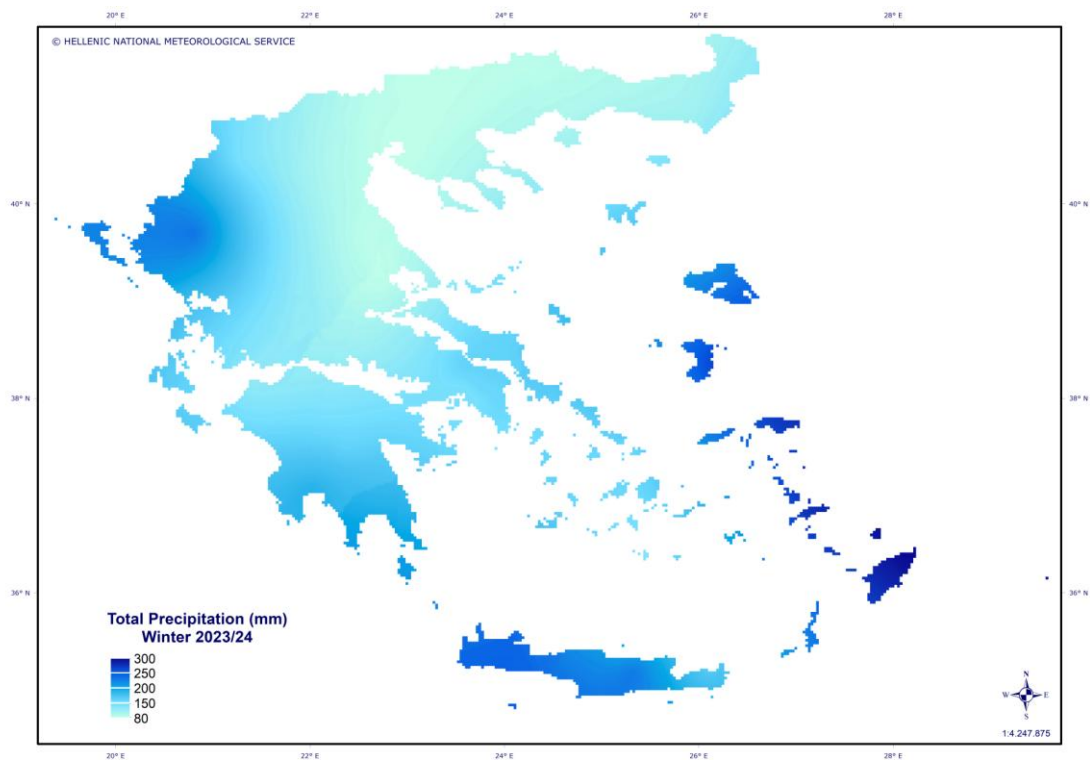 20° E 22° E 24° E 26° E 28° E
© HELLENIC NATIONAL METEOROLOGICAL SERVICE
40° N 40° N
38° N 38° N
36° N 36° N
Total Precipitation (mm)
Winter 2023/24
300
250
200
150
80
N
W E
S
1:4.247.875
20° E 22° E 24° E 26° E 28° E